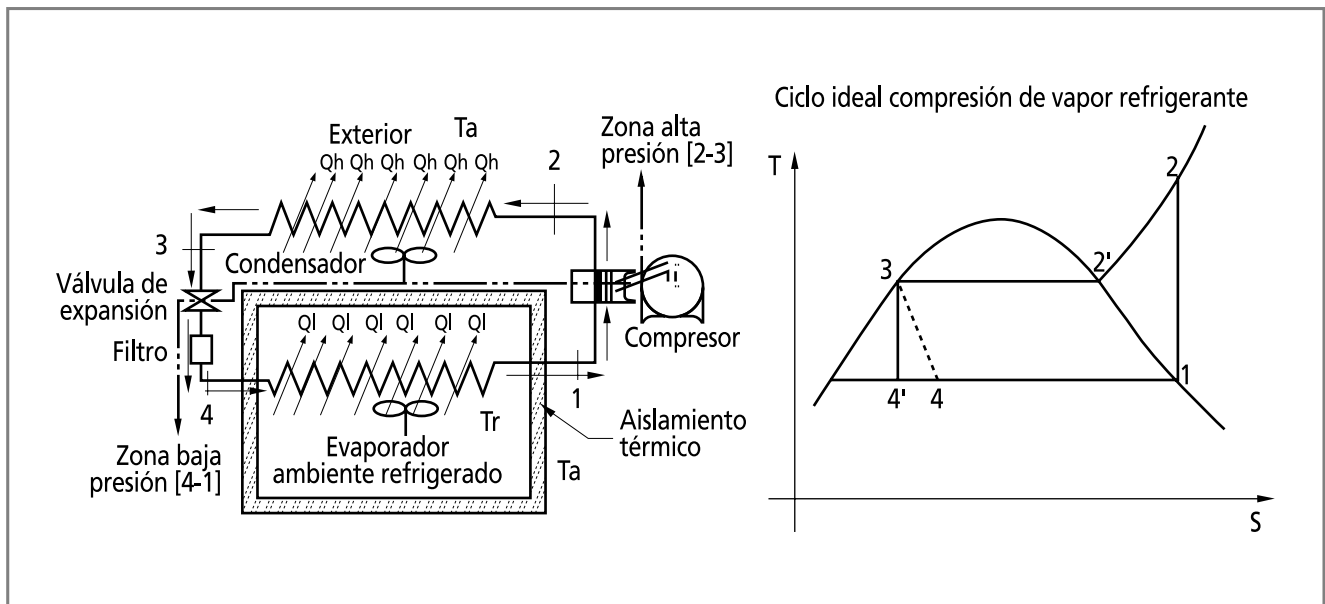 Exterior
Ta
Qh Qh Qh Qh Qh Qh
2
3
Condensador
Válvula de
expansión
Filtro
Ql Ql Ql Ql Ql Ql
4
Zona baja
presión [4-1]
Tr
Evaporador
ambiente refrigerado
1
Ta
Zona alta
presión [2-3]
Compresor
Aislamiento
térmico
Ciclo ideal compresión de vapor refrigerante
T
2
3
2'
4'
4
1
S